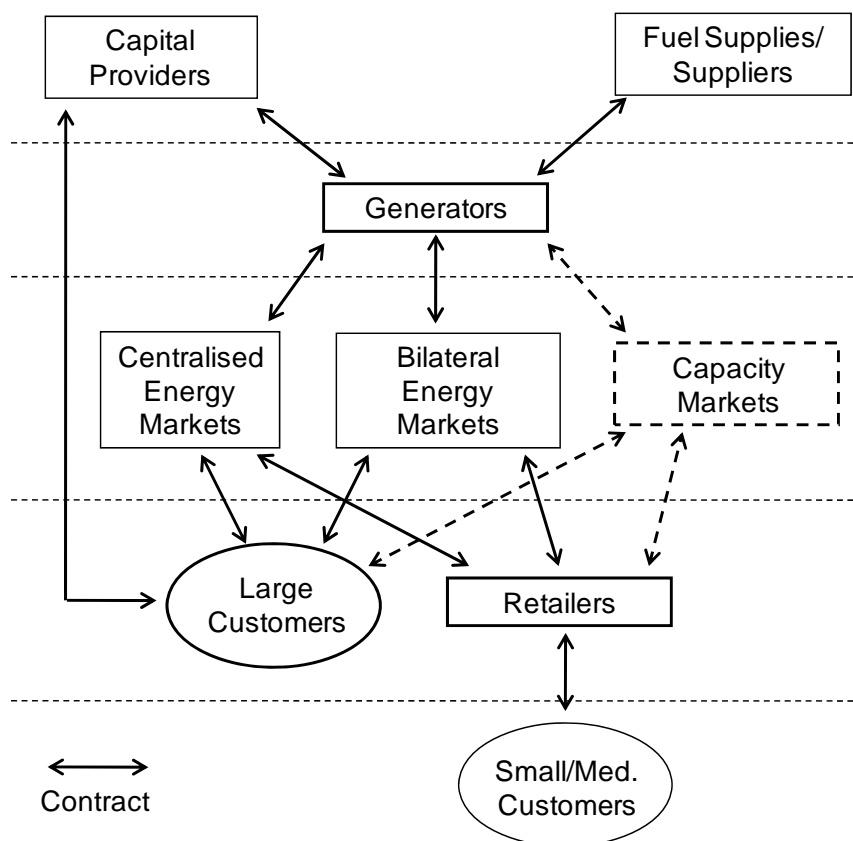 Capital
Providers
Fuel Supplies/
Suppliers
Generators
Centralised
Energy
Markets
Bilateral
Energy
Markets
Capacity
Markets
Large
Customers
Retailers
Small/Med.
Customers
Contract